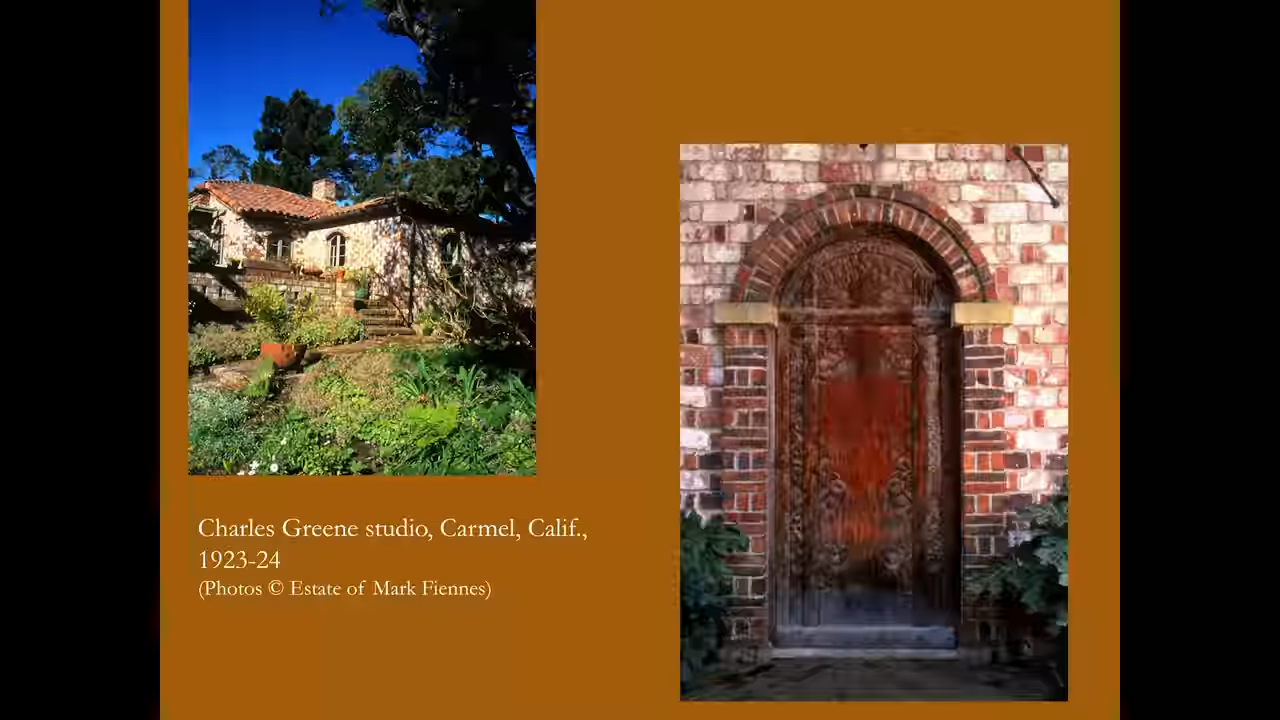 Charles Greene studio, Carmel, Calif.,
1923-24
(Photos © Estate of Mark Fiennes)